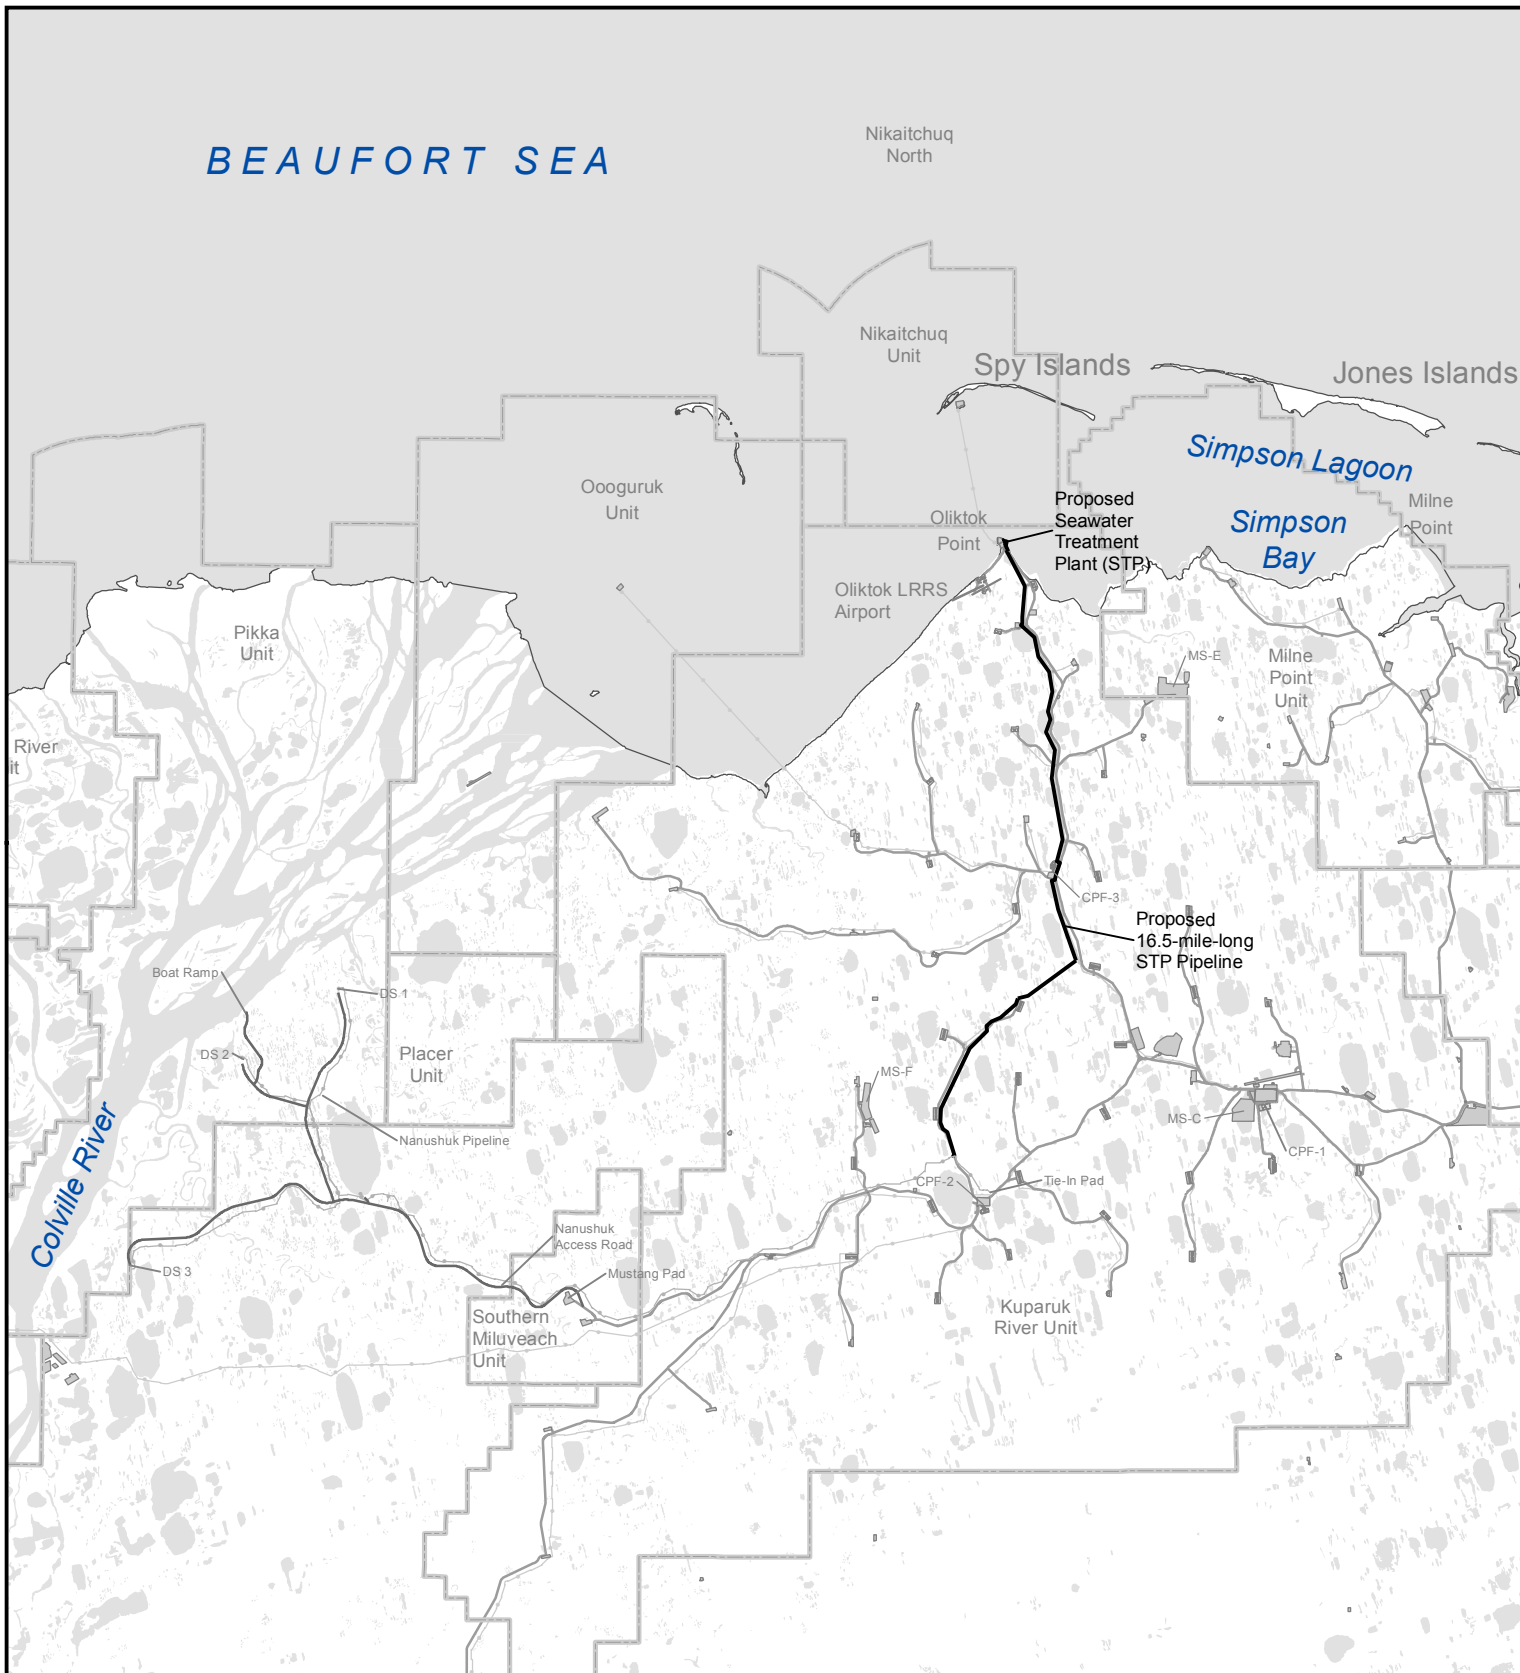 Nikaitchuq
North
BEAUFORT SEA
Nikaitchuq
Unit
Spy Islands
Jones Islands
Simpson Lagoon
Oooguruk
Unit
Proposed
Seawater
Treatment
Plant (STP)
Oliktok
Point
Simpson
Bay
Milne
Point
Oliktok LRRS
Airport
Pikka
Unit
MS-E
Milne
Point
Unit
River
it
CPF-3
Proposed
16.5-mile-long
STP Pipeline
Boat Ramp
DS 1
DS 2
Placer
Unit
MS-F
MS-C
CPF-1
Nanushuk Pipeline
Colville River
CPF-2
Tie-In Pad
Nanushuk
Access Road
DS 3
Mustang Pad
Southern
Miluveach
Unit
Kuparuk
River Unit